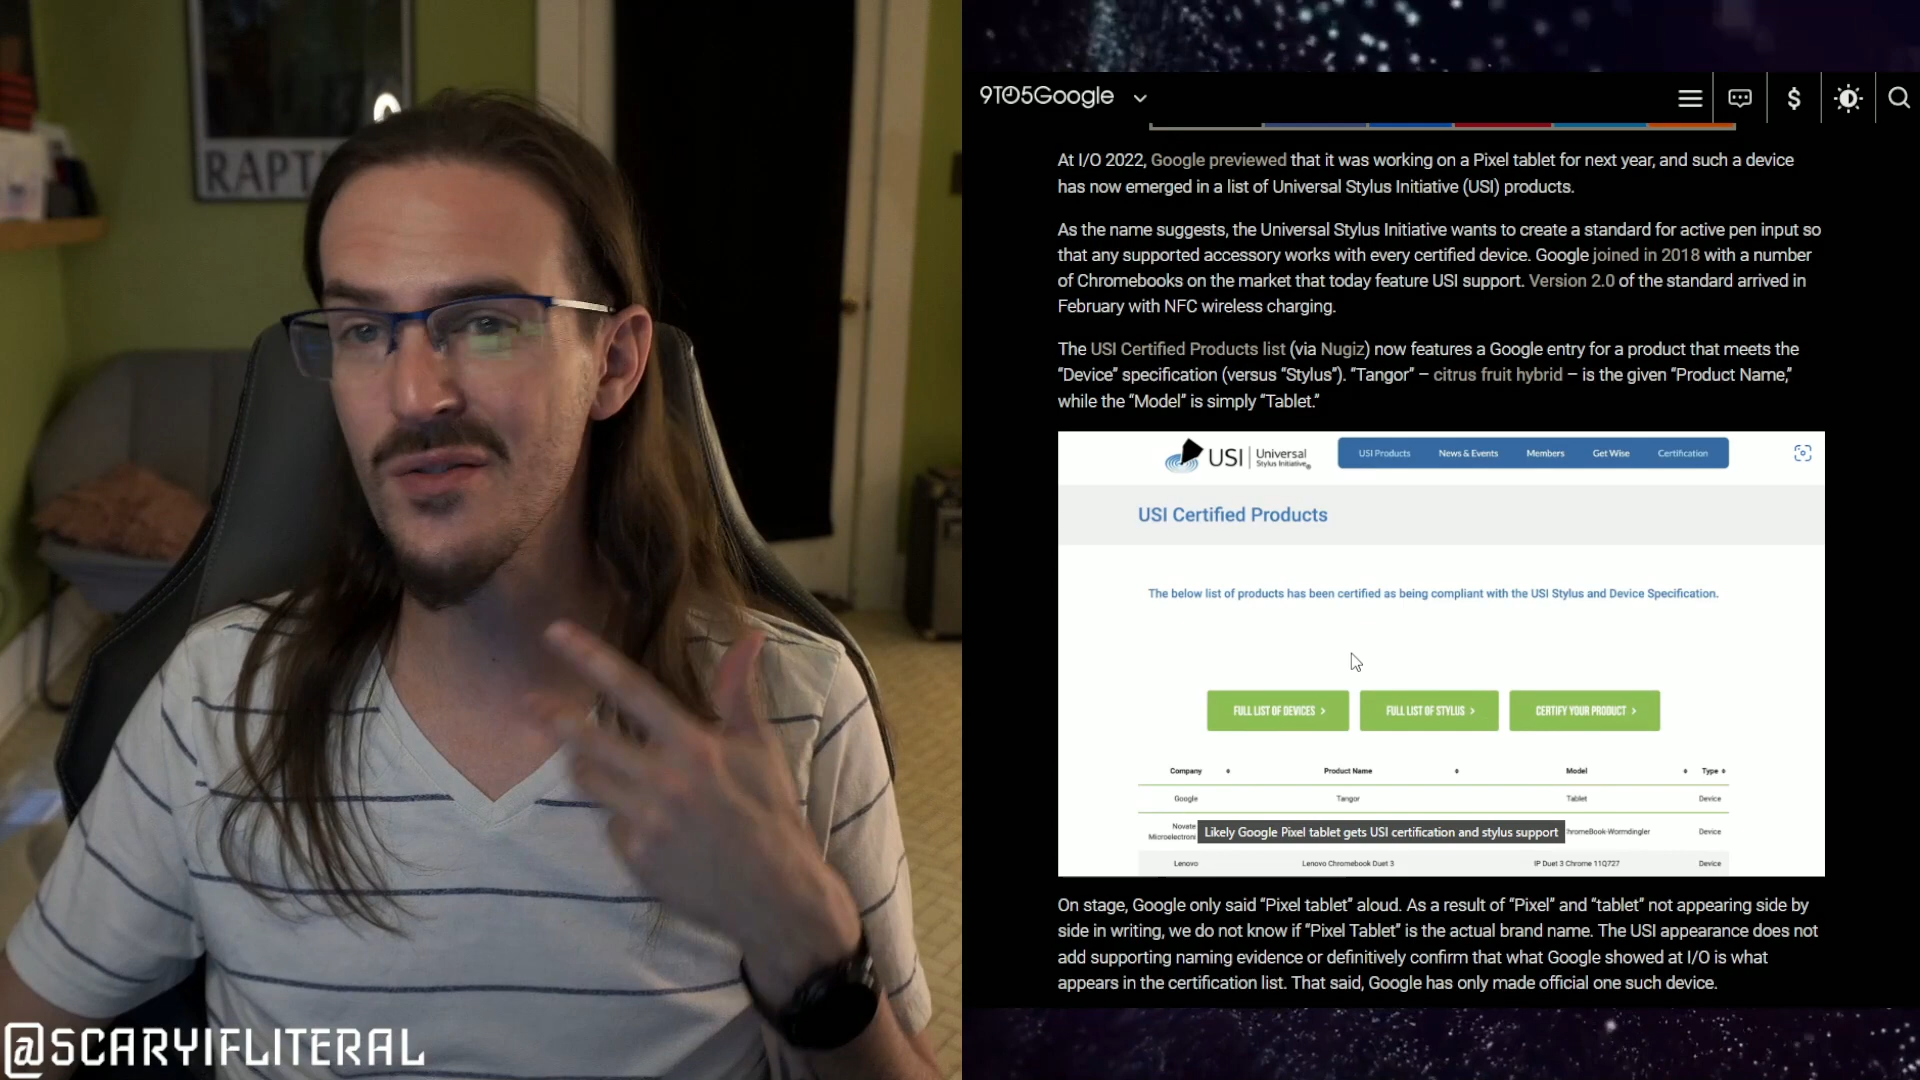 RAPT
@SCARYIFLITERAL
9TO5Google
At I/O 2022, Google previewed that it was working on a Pixel tablet for next year, and such a device
has now emerged in a list of Universal Stylus Initiative (USI) products.
As the name suggests, the Universal Stylus Initiative wants to create a standard for active pen input so
that any supported accessory works with every certified device. Google joined in 2018 with a number
of Chromebooks on the market that today feature USI support. Version 2.0 of the standard arrived in
February with NFC wireless charging.
The USI Certified Products list (via Nugiz) now features a Google entry for a product that meets the
“Device” specification (versus “Stylus”). “Tangor” – citrus fruit hybrid – is the given “Product Name,”
while the “Model” is simply “Tablet.”
USI Universal Stylus Initiative
USI Products News & Events Members Get Wise Certification
USI Certified Products
The below list of products has been certified as being compliant with the USI Stylus and Device Specification.
FULL LIST OF DEVICES > FULL LIST OF STYLUS > CERTIFY YOUR PRODUCT >
Company Product Name Model Type
Google Tangor Tablet Device
Novate
Microelectroni
Likely Google Pixel tablet gets USI certification and stylus support
hromeBook-Wormdingler Device
Lenovo Lenovo Chromebook Duet 3 IP Duet 3 Chrome 11Q727 Device
On stage, Google only said “Pixel tablet” aloud. As a result of “Pixel” and “tablet” not appearing side by
side in writing, we do not know if “Pixel Tablet” is the actual brand name. The USI appearance does not
add supporting naming evidence or definitively confirm that what Google showed at I/O is what
appears in the certification list. That said, Google has only made official one such device.